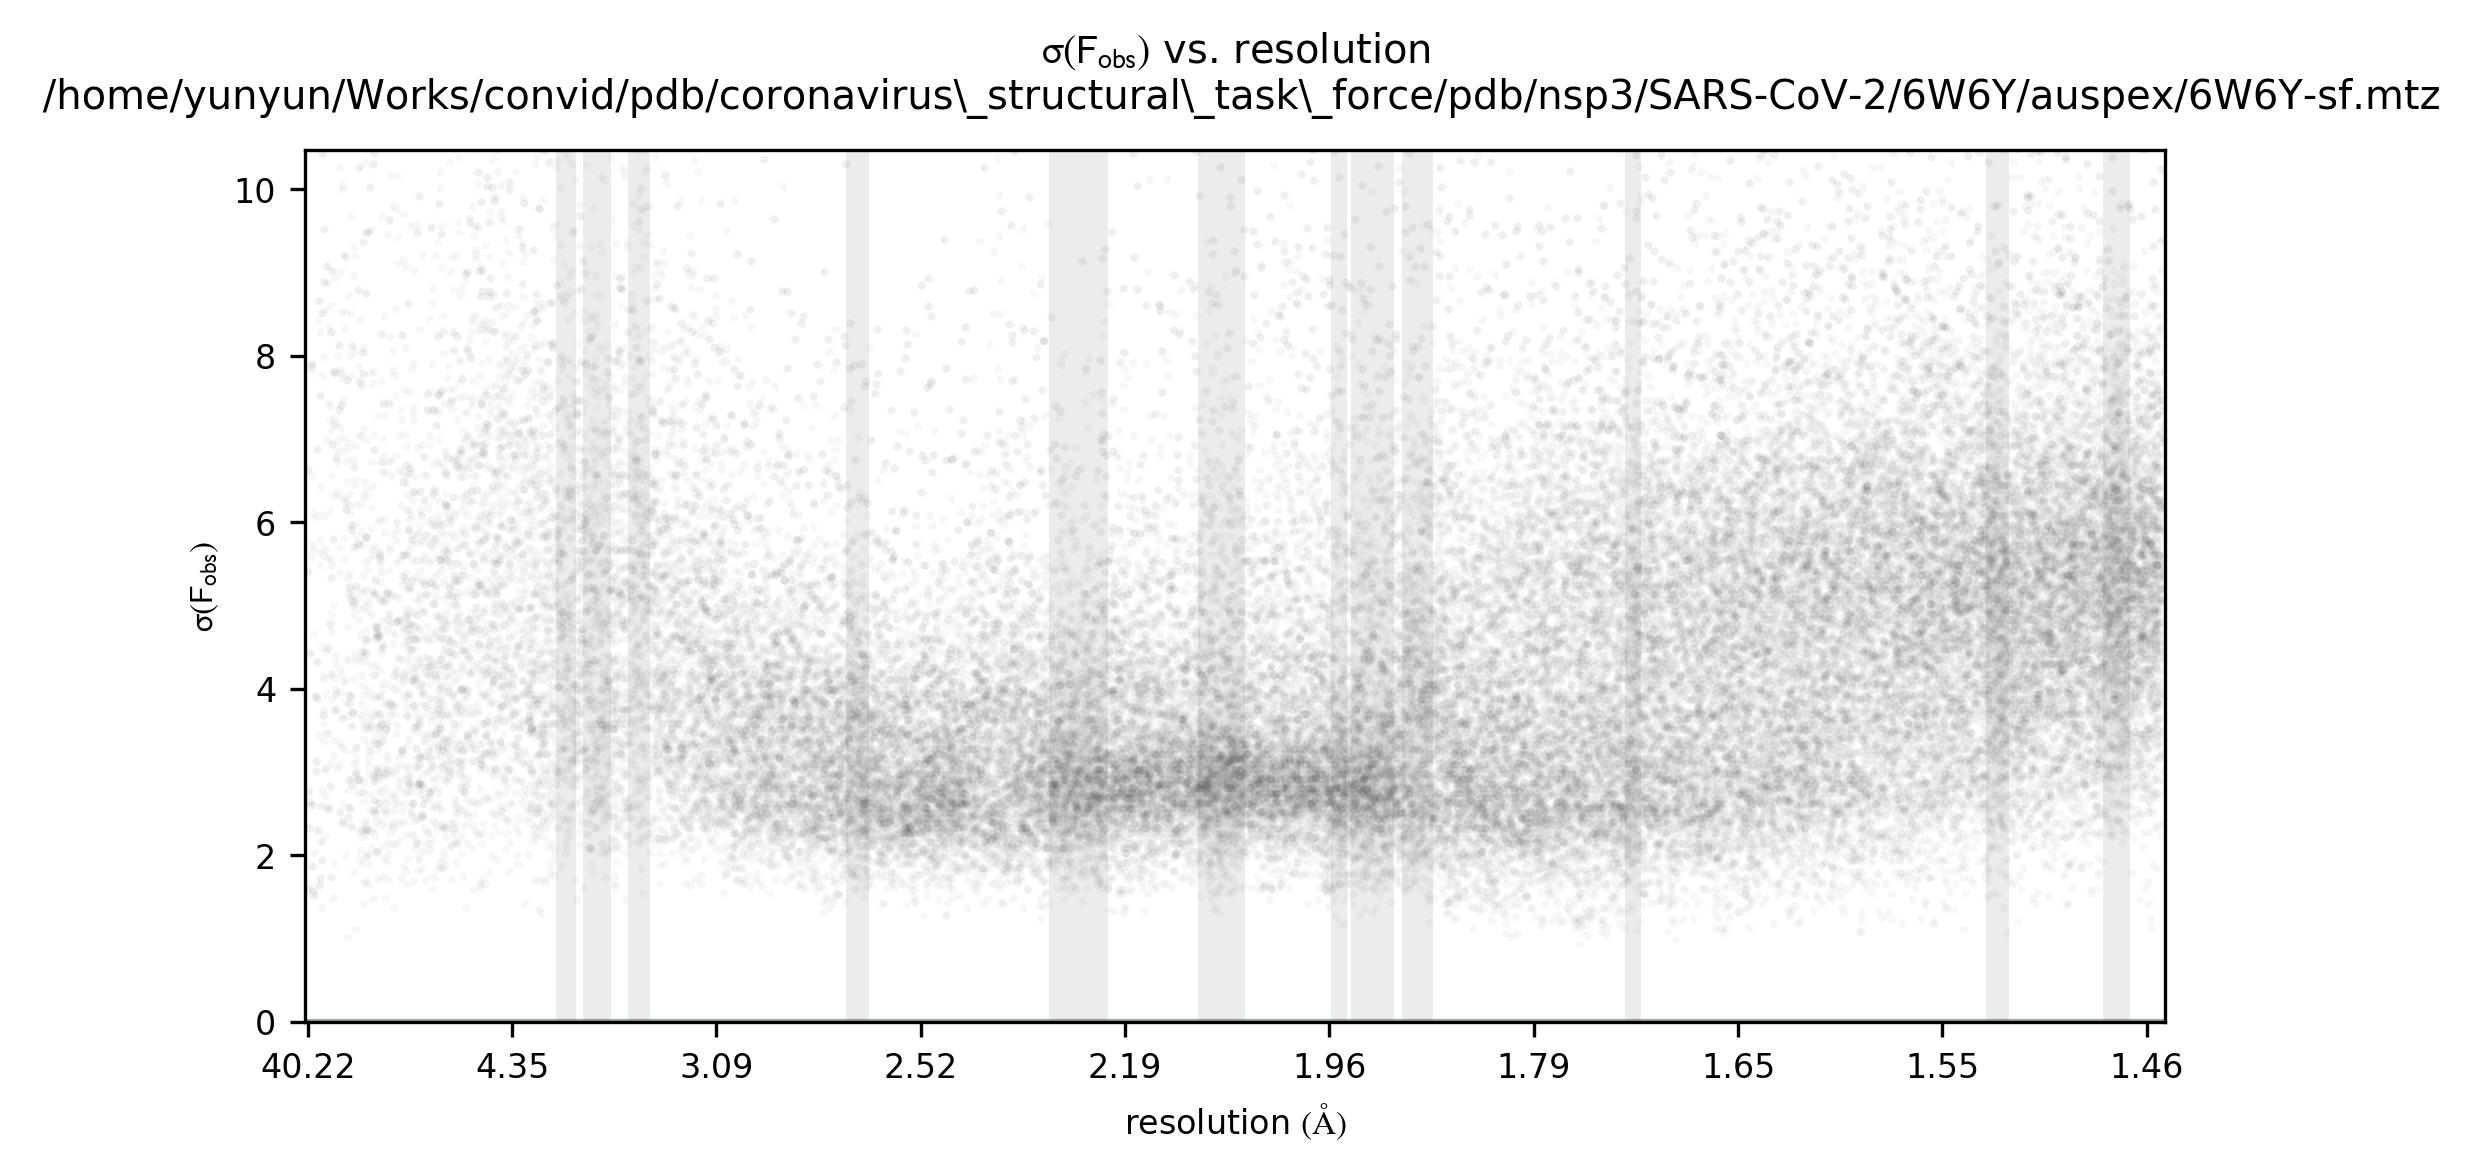 σ(Fobs) vs. resolution
/home/yunyun/Works/convid/pdb/coronavirus\_structural\_task\_force/pdb/nsp3/SARS-CoV-2/6W6Y/auspex/6W6Y-sf.mtz
10
8
6
4
2
0
σ(Fobs)
40.22 4.35 3.09 2.52 2.19 1.96 1.79 1.65 1.55 1.46
resolution (Å)